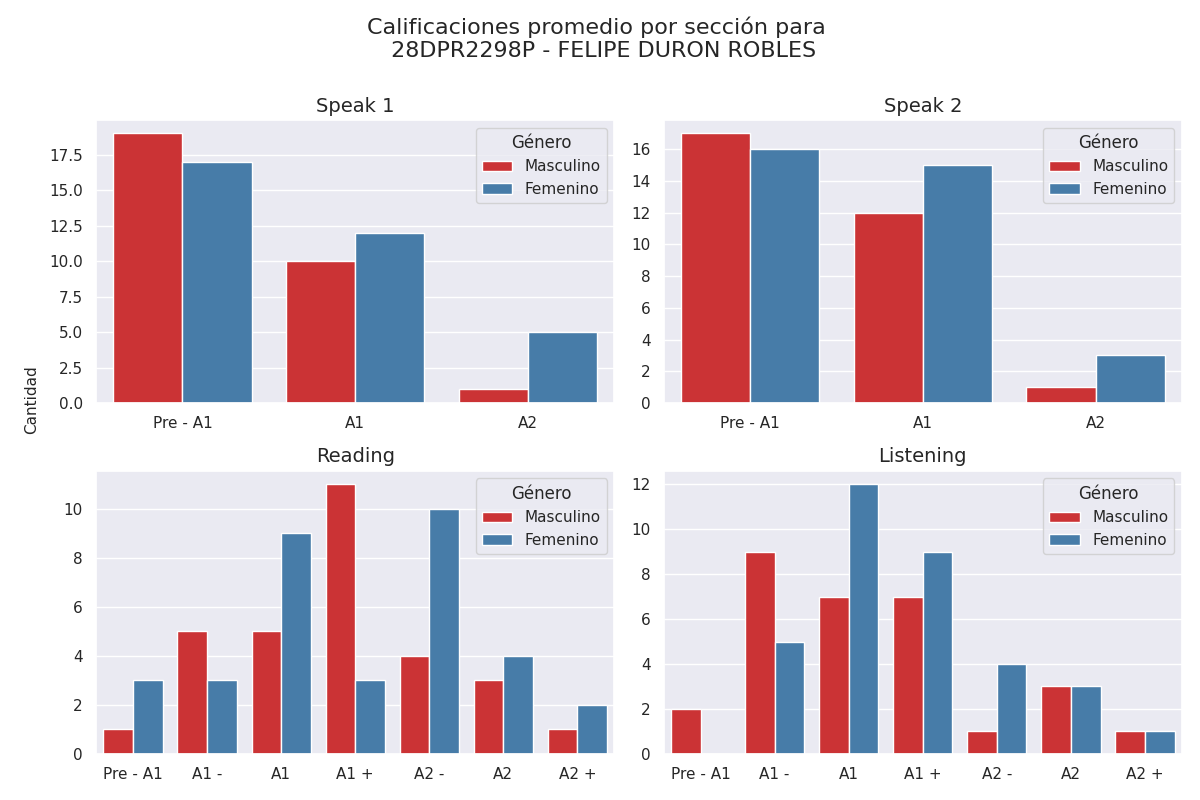 Calificaciones promedio por sección para
28DPR2298P - FELIPE DURON ROBLES
Cantidad
Speak 1
17.5
15.0
12.5
10.0
7.5
5.0
2.5
0.0
Pre - A1
A1
A2
Género
Masculino
Femenino
Speak 2
16
14
12
10
8
6
4
2
0
Pre - A1
A1
A2
Género
Masculino
Femenino
Reading
10
8
6
4
2
0
Pre - A1
A1 -
A1
A1 +
A2 -
A2
A2 +
Género
Masculino
Femenino
Listening
12
10
8
6
4
2
0
Pre - A1
A1 -
A1
A1 +
A2 -
A2
A2 +
Género
Masculino
Femenino